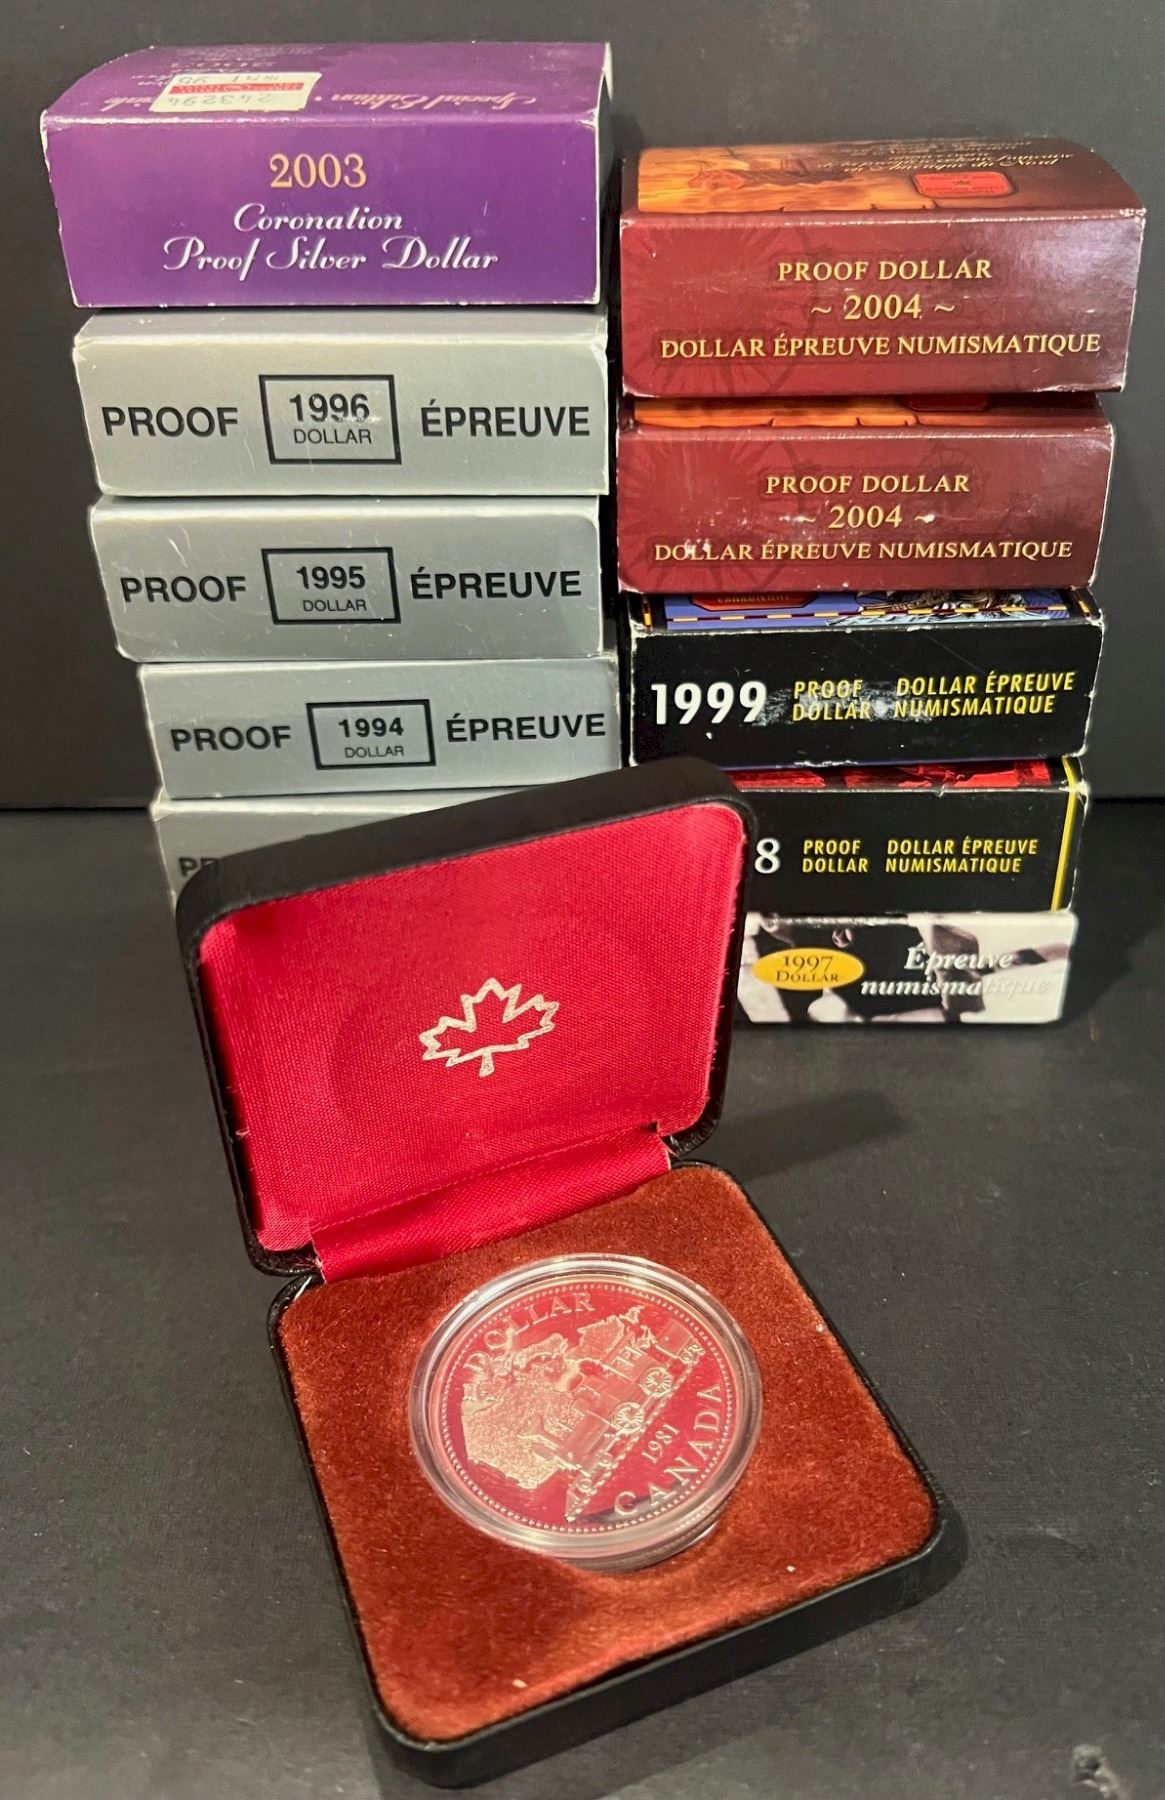 Special Edition
243294
2003
Coronation
Proof Silver Dollar
PROOF 1996 DOLLAR ÉPREUVE
PROOF 1995 DOLLAR ÉPREUVE
PROOF 1994 DOLLAR ÉPREUVE
PROOF DOLLAR
~ 2004 ~
DOLLAR ÉPREUVE NUMISMATIQUE
PROOF DOLLAR
~ 2004 ~
DOLLAR ÉPREUVE NUMISMATIQUE
1999 PROOF DOLLAR DOLLAR ÉPREUVE NUMISMATIQUE
8 PROOF DOLLAR DOLLAR ÉPREUVE NUMISMATIQUE
1997 DOLLAR
Épreuve
numismatique
DOLLAR
1981
CANADA